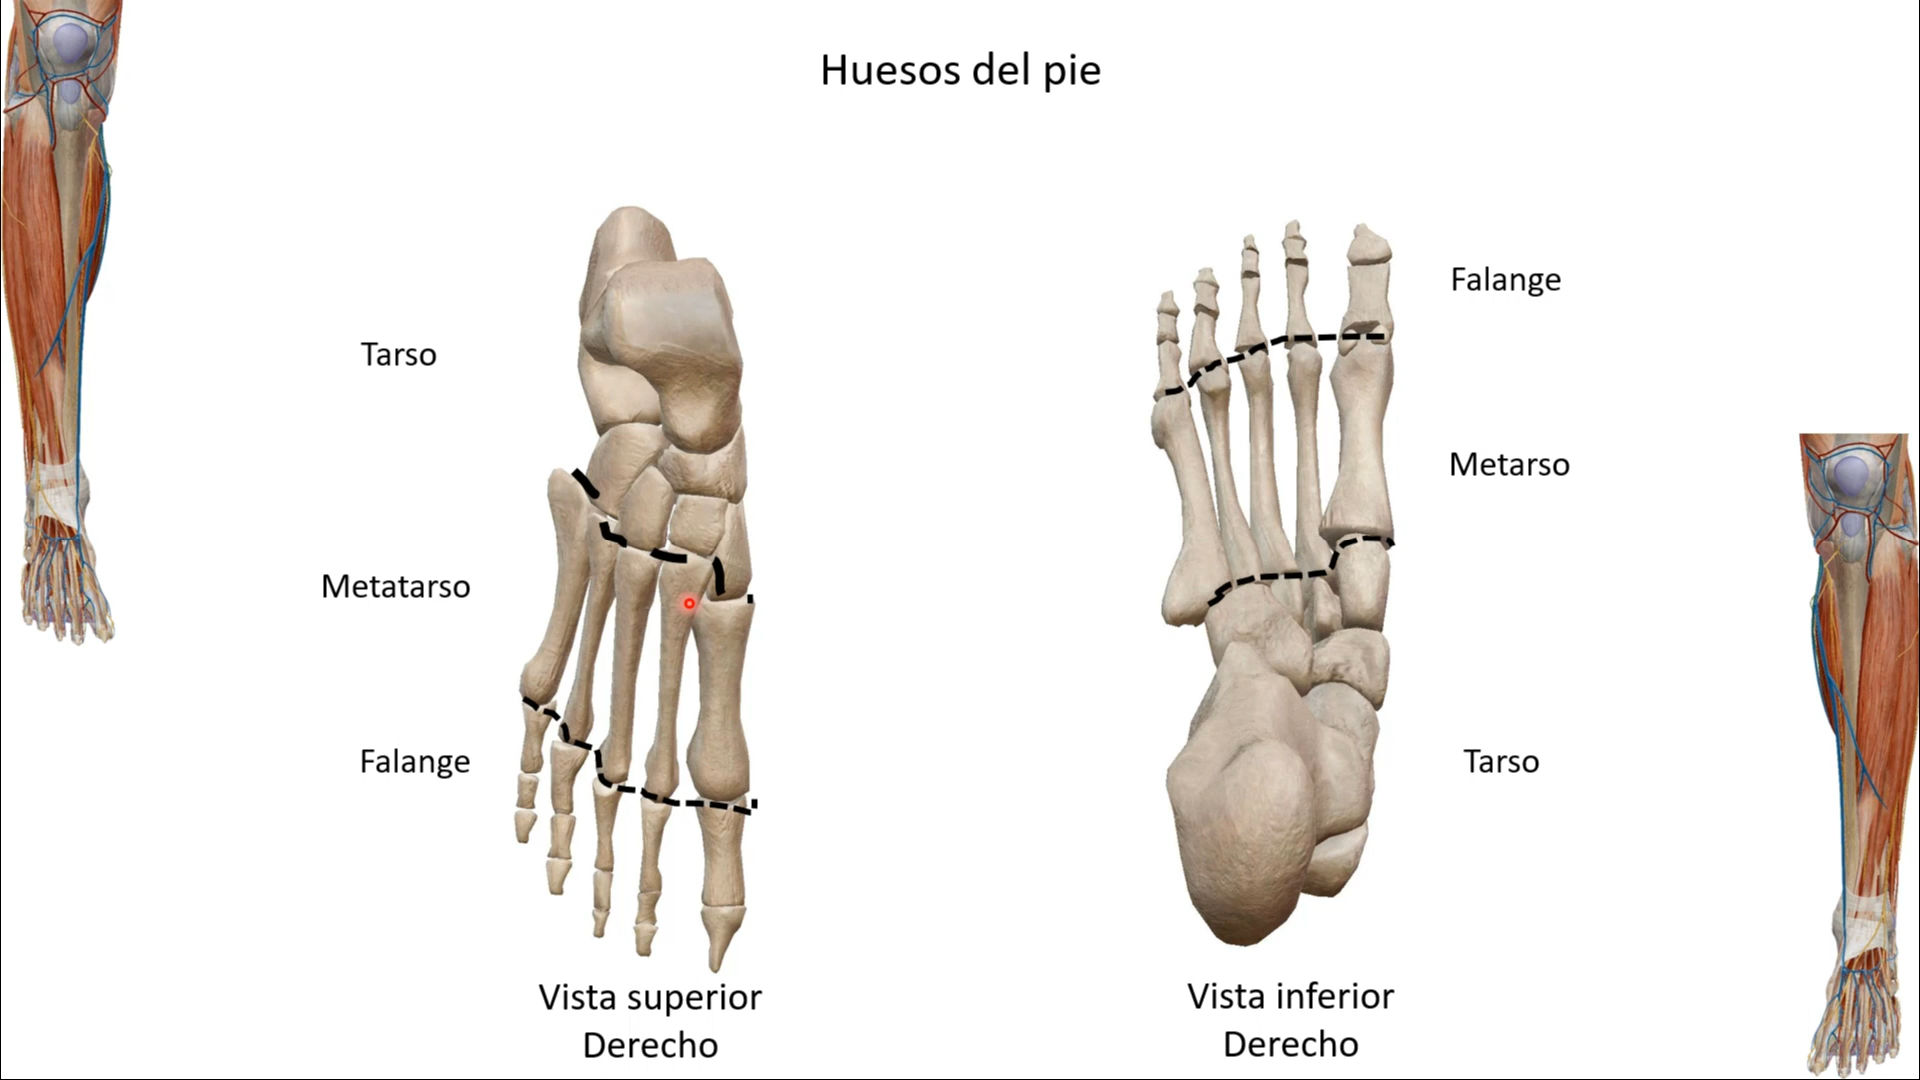 Huesos del pie
Tarso
Metatarso
Falange
Vista superior
Derecho
Falange
Metarso
Tarso
Vista inferior
Derecho